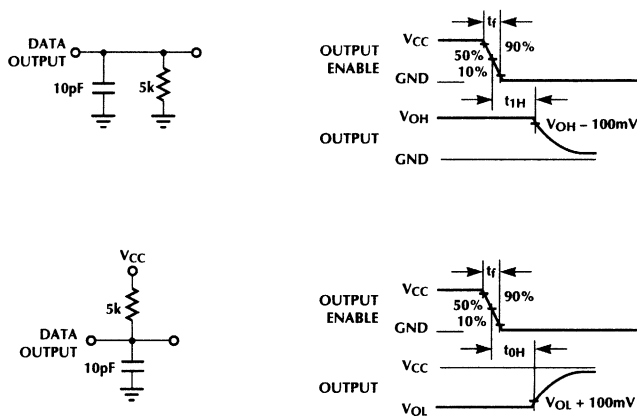 DATA
OUTPUT
10pF
5k
OUTPUT
ENABLE
VCC
GND
tf
50%
90%
10%
t1H
OUTPUT
VOH
GND
VOH – 100mV
VCC
5k
DATA
OUTPUT
10pF
OUTPUT
ENABLE
VCC
GND
tf
50%
90%
10%
t0H
OUTPUT
VCC
VOL
VOL + 100mV